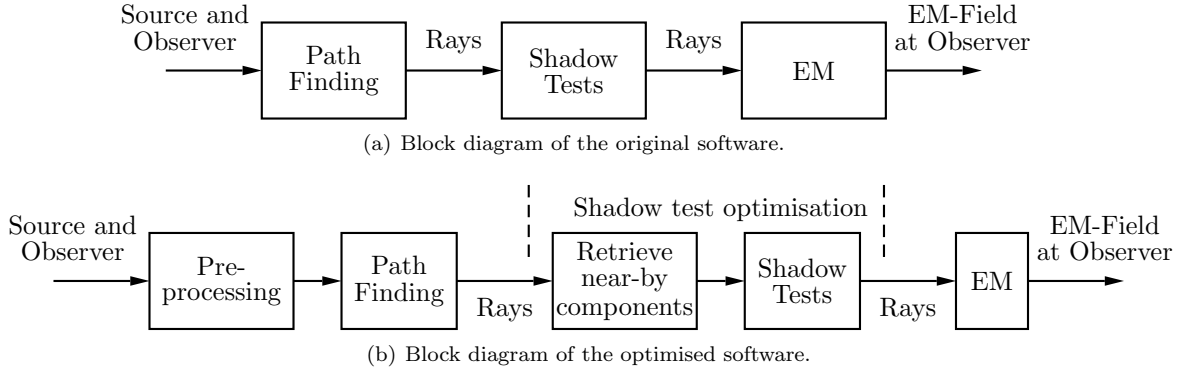 Source and
Observer
Path
Finding
Rays
Shadow
Tests
Rays
EM
EM-Field
at Observer
(a) Block diagram of the original software.
Source and
Observer
Pre-
processing
Path
Finding
Rays
Shadow test optimisation
Retrieve
near-by
components
Shadow
Tests
Rays
EM
EM-Field
at Observer
(b) Block diagram of the optimised software.